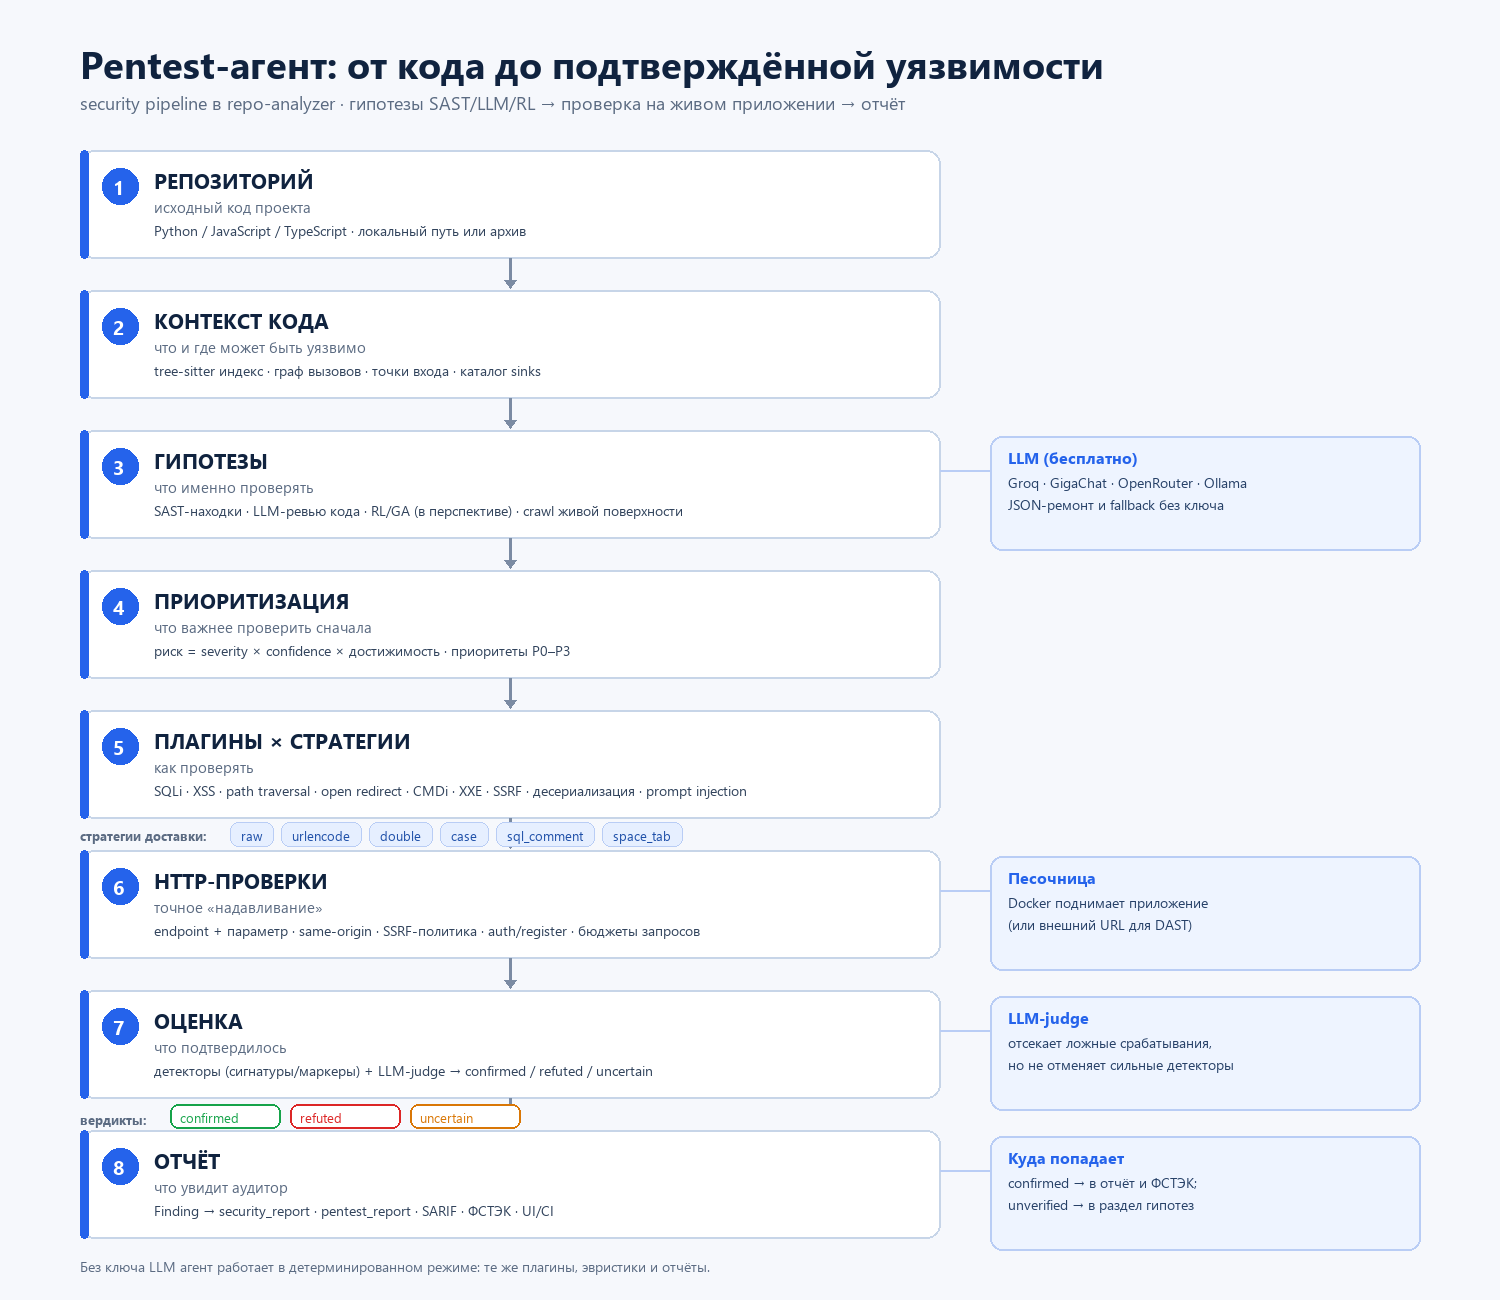 Pentest-агент: от кода до подтверждённой уязвимости
security pipeline в repo-analyzer · гипотезы SAST/LLM/RL → проверка на живом приложении → отчёт
1
РЕПОЗИТОРИЙ
исходный код проекта
Python / JavaScript / TypeScript · локальный путь или архив
2
КОНТЕКСТ КОДА
что и где может быть уязвимо
tree-sitter индекс · граф вызовов · точки входа · каталог sinks
3
ГИПОТЕЗЫ
что именно проверять
SAST-находки · LLM-ревью кода · RL/GA (в перспективе) · crawl живой поверхности
LLM (бесплатно)
Groq · GigaChat · OpenRouter · Ollama
JSON-ремонт и fallback без ключа
4
ПРИОРИТИЗАЦИЯ
что важнее проверить сначала
риск = severity × confidence × достижимость · приоритеты P0–P3
5
ПЛАГИНЫ × СТРАТЕГИИ
как проверять
SQLi · XSS · path traversal · open redirect · CMDi · XXE · SSRF · десериализация · prompt injection
стратегии доставки: raw urlencode double case sql_comment space_tab
6
HTTP-ПРОВЕРКИ
точное «надавливание»
endpoint + параметр · same-origin · SSRF-политика · auth/register · бюджеты запросов
Песочница
Docker поднимает приложение
(или внешний URL для DAST)
7
ОЦЕНКА
что подтвердилось
детекторы (сигнатуры/маркеры) + LLM-judge → confirmed / refuted / uncertain
LLM-judge
отсекает ложные срабатывания,
но не отменяет сильные детекторы
вердикты: confirmed refuted uncertain
8
ОТЧЁТ
что увидит аудитор
Finding → security_report · pentest_report · SARIF · ФСТЭК · UI/CI
Куда попадает
confirmed → в отчёт и ФСТЭК;
unverified → в раздел гипотез
Без ключа LLM агент работает в детерминированном режиме: те же плагины, эвристики и отчёты.